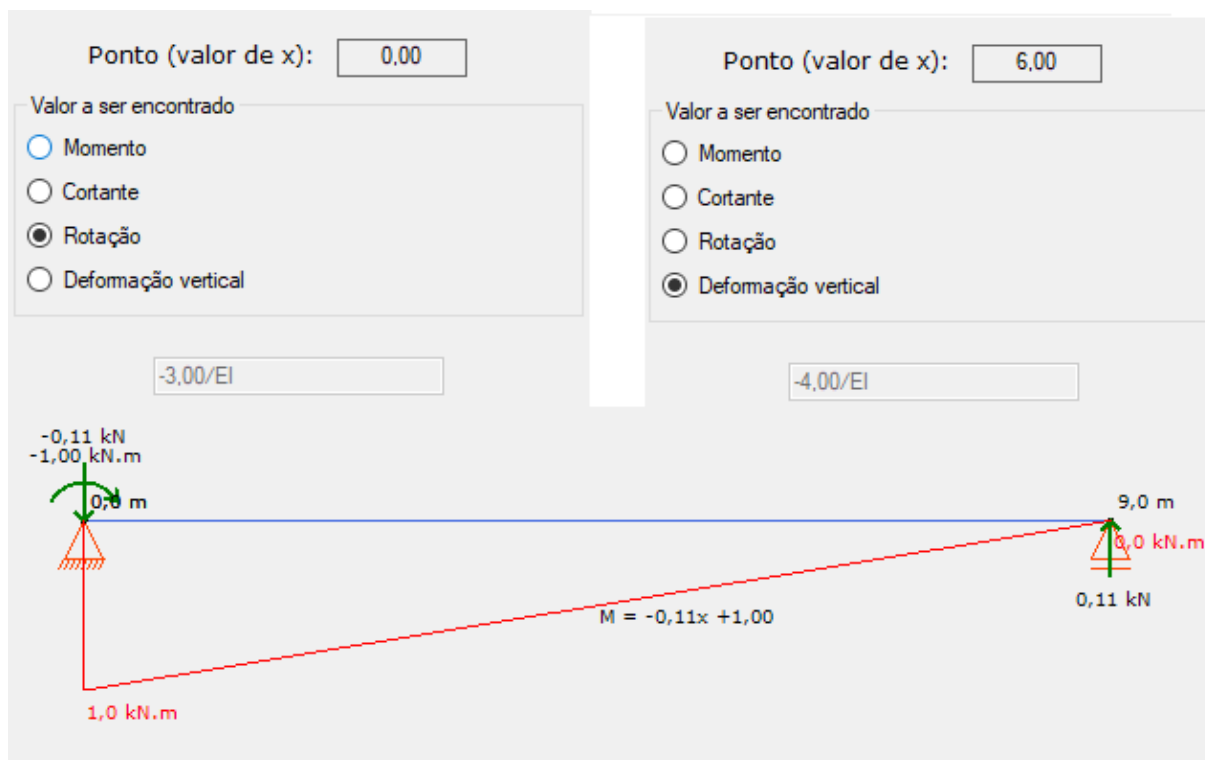 Ponto (valor de x): 0,00
Valor a ser encontrado
Momento
Cortante
Rotação
Deformação vertical
-3,00/EI
Ponto (valor de x): 6,00
Valor a ser encontrado
Momento
Cortante
Rotação
Deformação vertical
-4,00/EI
-0,11 kN
-1,00 kN.m
0,0 m
9,0 m
0,0 kN.m
0,11 kN
M = -0,11x +1,00
1,0 kN.m